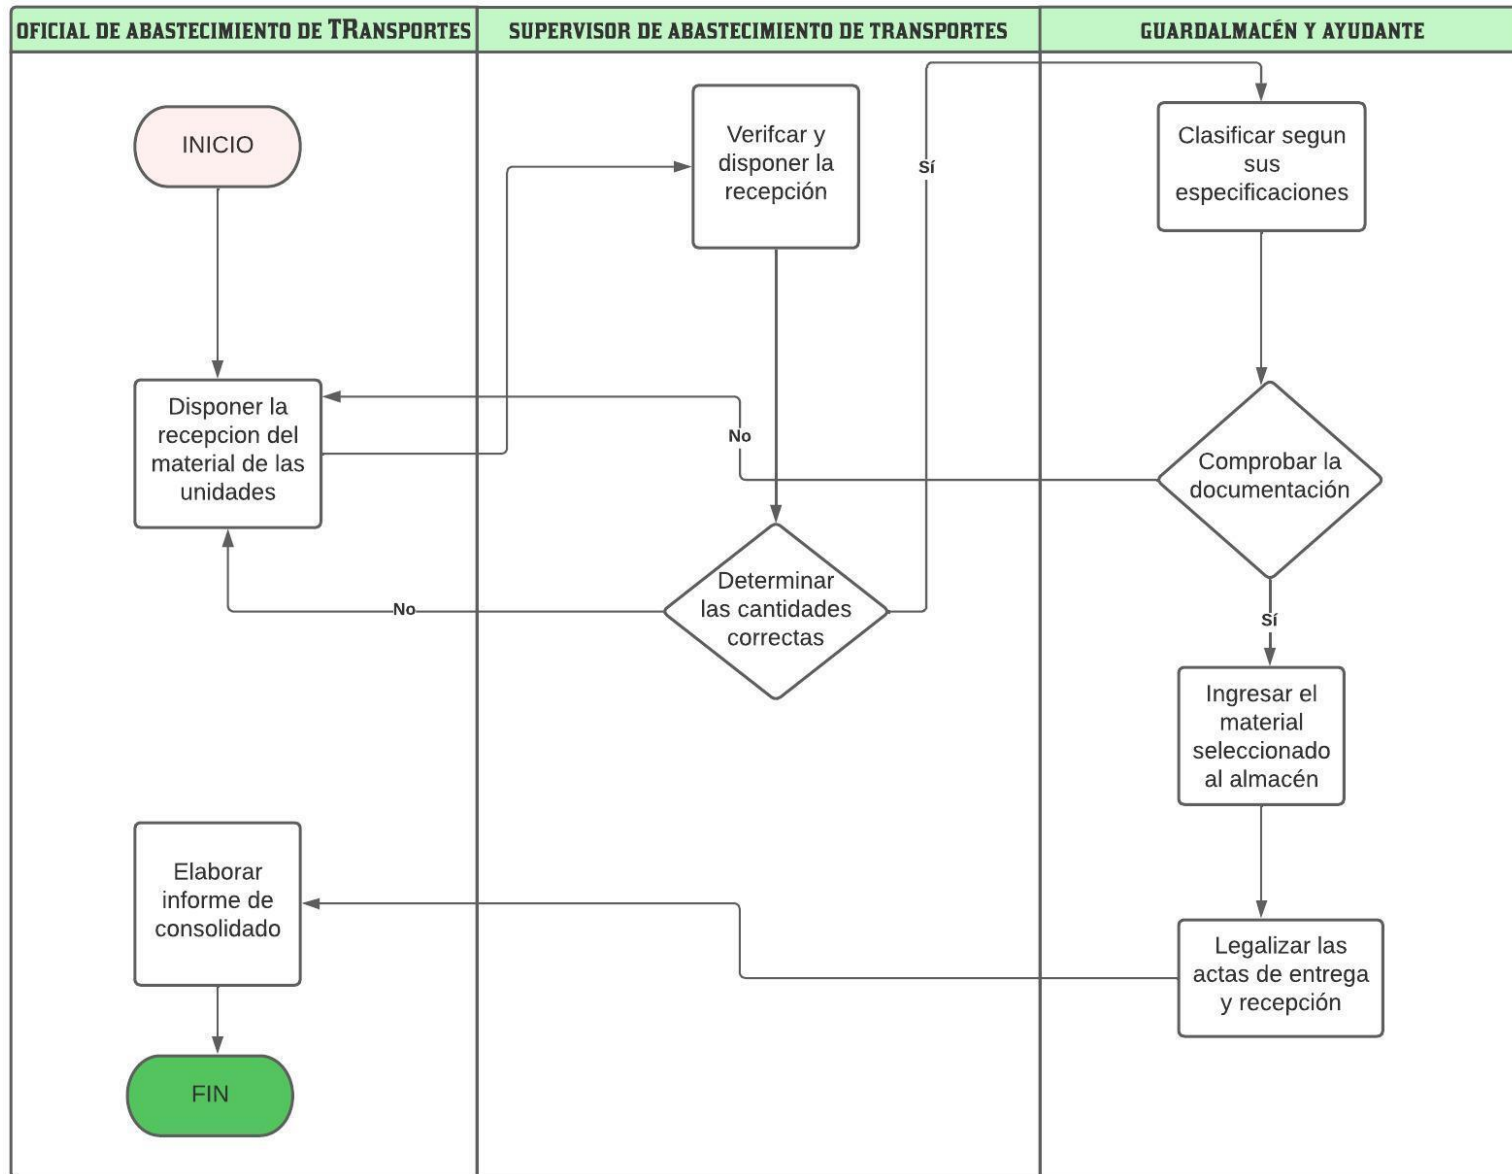 OFICIAL DE ABASTECIMIENTO DE TRANSPORTES
SUPERVISOR DE ABASTECIMIENTO DE TRANSPORTES
GUARDALMACÉN Y AYUDANTE
INICIO
Disponer la
recepcion del
material de las
unidades
Elaborar
informe de
consolidado
FIN
Verifcar y
disponer la
recepción
Sí
No
Determinar
las cantidades
correctas
No
Clasificar segun
sus
especificaciones
Comprobar la
documentación
Sí
Ingresar el
material
seleccionado
al almacén
Legalizar las
actas de entrega
y recepción